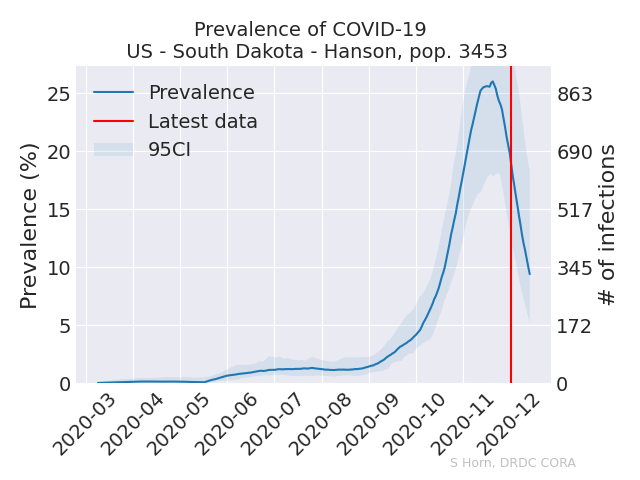 Prevalence of COVID-19
US - South Dakota - Hanson, pop. 3453
Prevalence
Latest data
95CI
Prevalence (%)
25
20
15
10
5
0
863
690
517
345
172
0
# of infections
2020-03
2020-04
2020-05
2020-06
2020-07
2020-08
2020-09
2020-10
2020-11
2020-12
S Horn, DRDC CORA